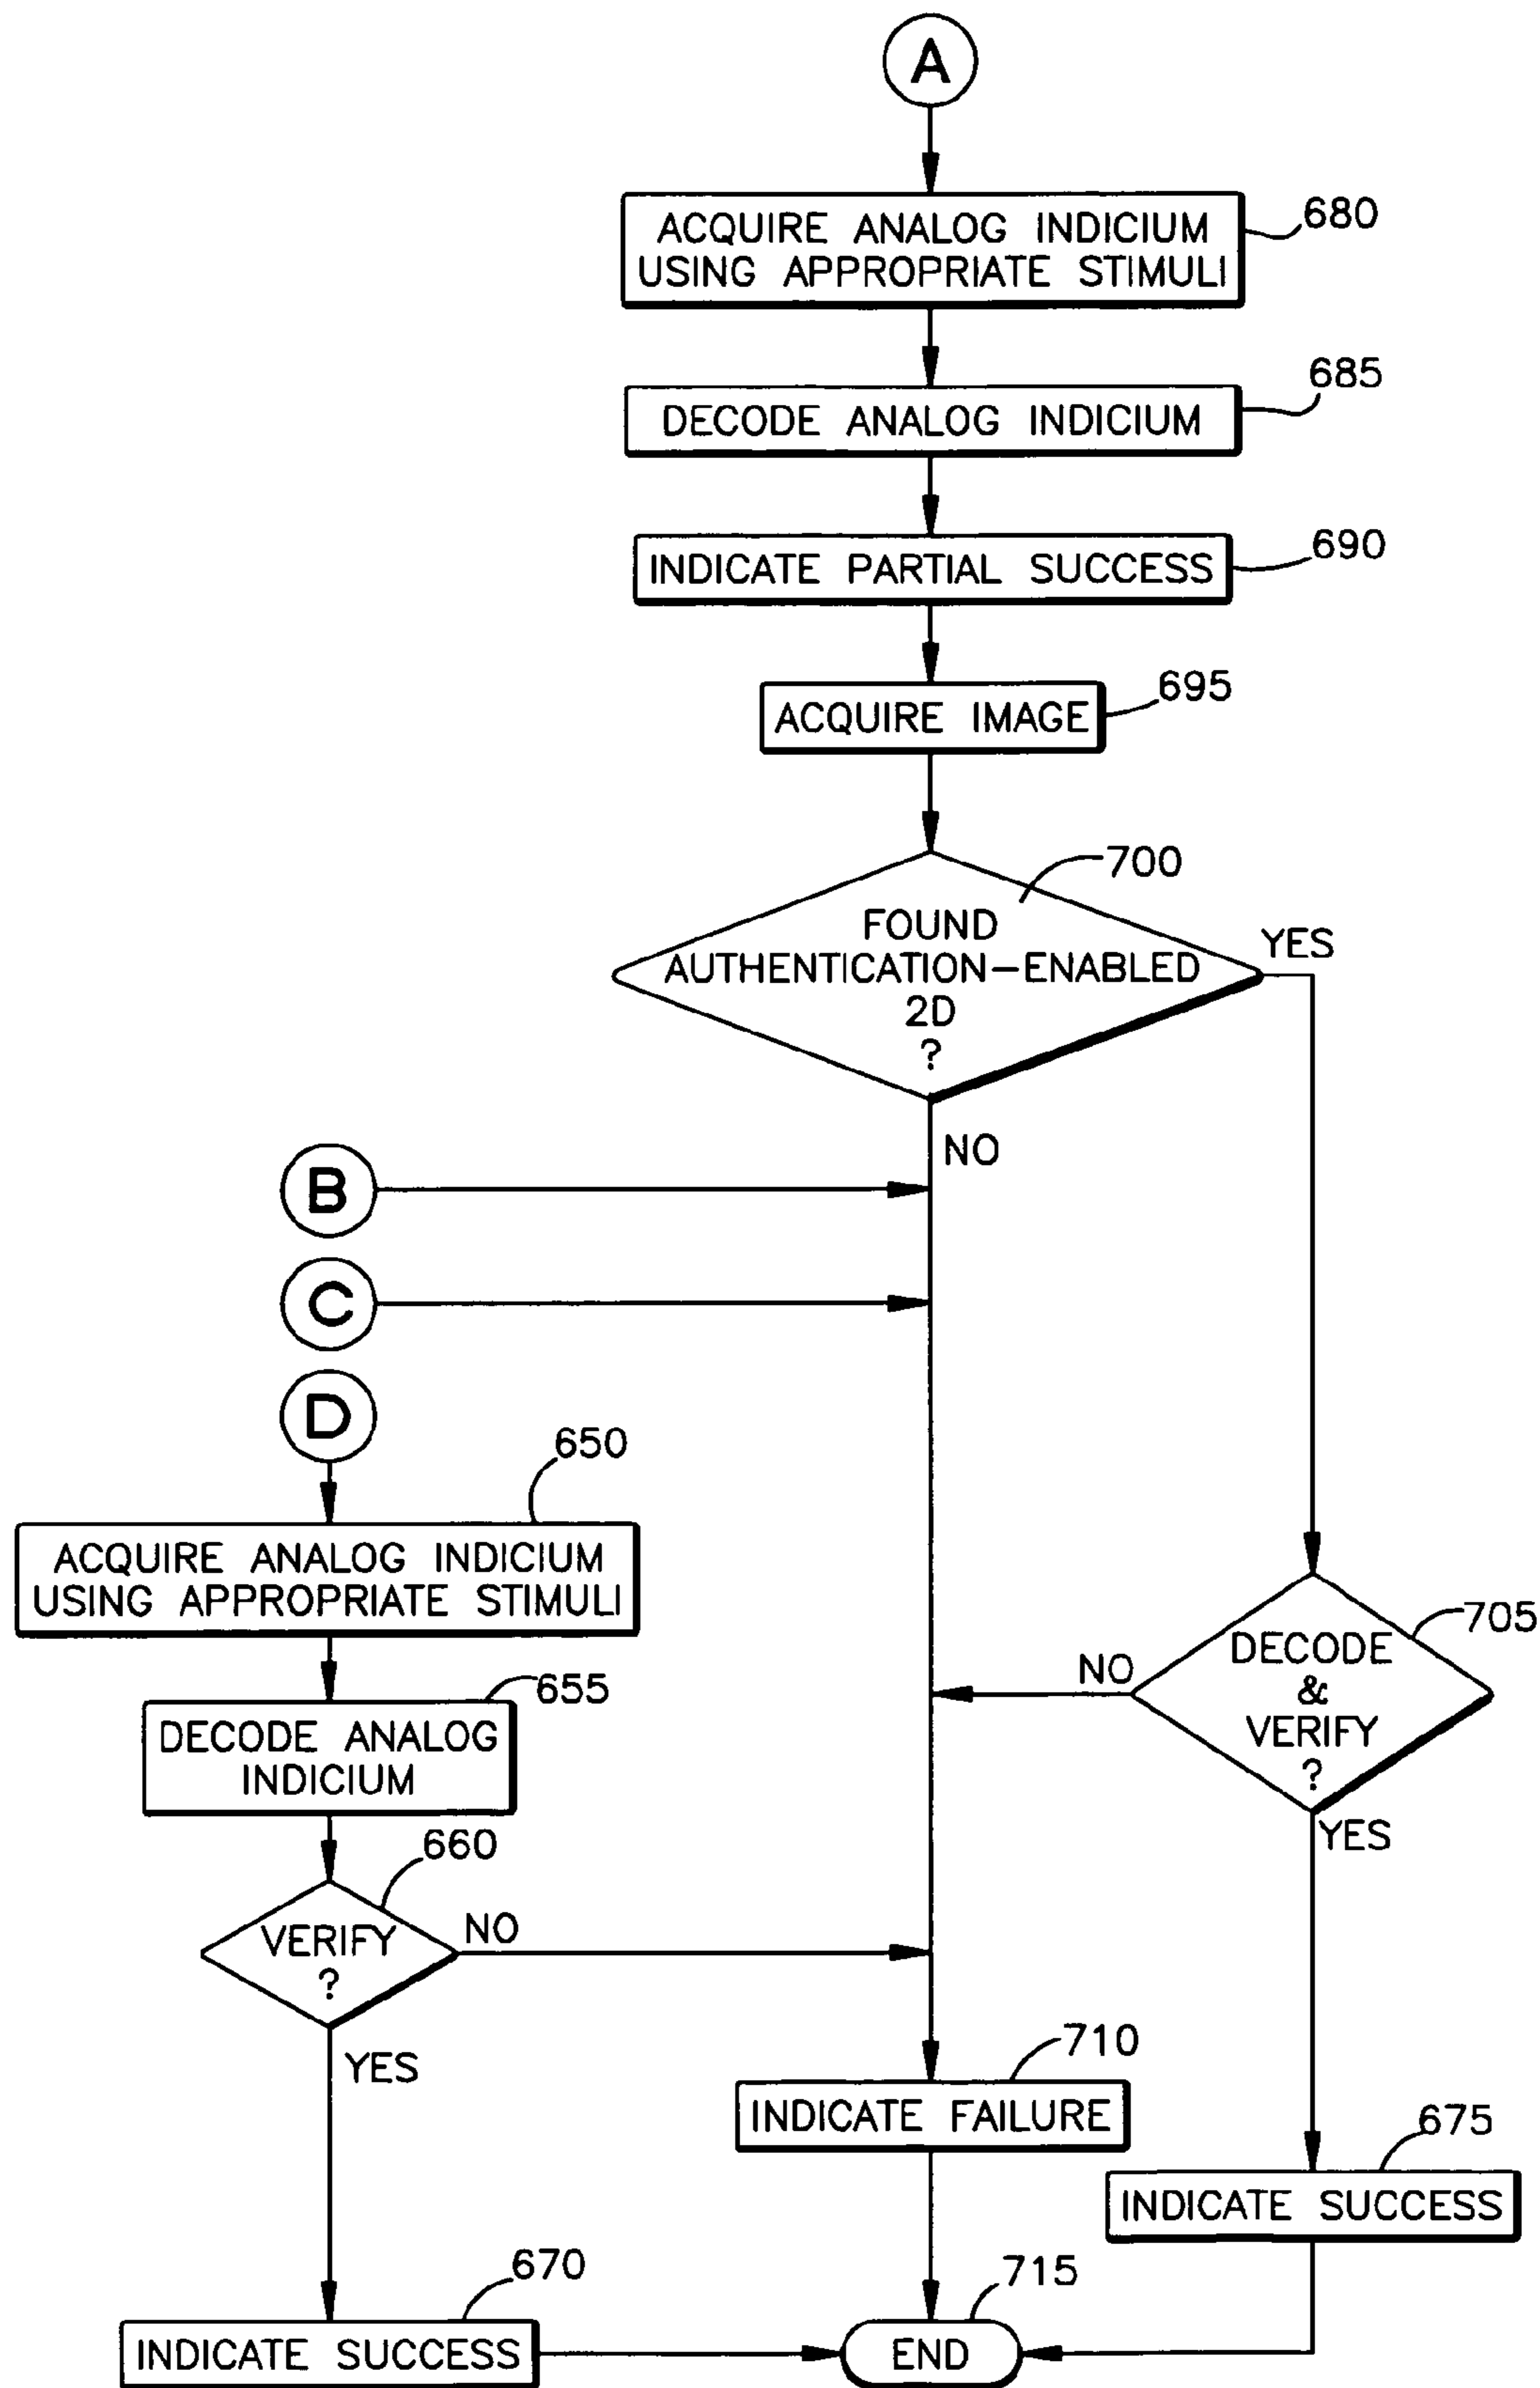 A
ACQUIRE ANALOG INDICIUM
USING APPROPRIATE STIMULI
680
DECODE ANALOG INDICIUM
685
INDICATE PARTIAL SUCCESS
690
ACQUIRE IMAGE
695
700
FOUND
AUTHENTICATION-ENABLED
2D
?
YES
NO
B
C
D
650
ACQUIRE ANALOG INDICIUM
USING APPROPRIATE STIMULI
655
DECODE ANALOG
INDICIUM
660
VERIFY
?
NO
YES
705
DECODE
&
VERIFY
?
NO
YES
710
INDICATE FAILURE
675
INDICATE SUCCESS
670
INDICATE SUCCESS
715
END